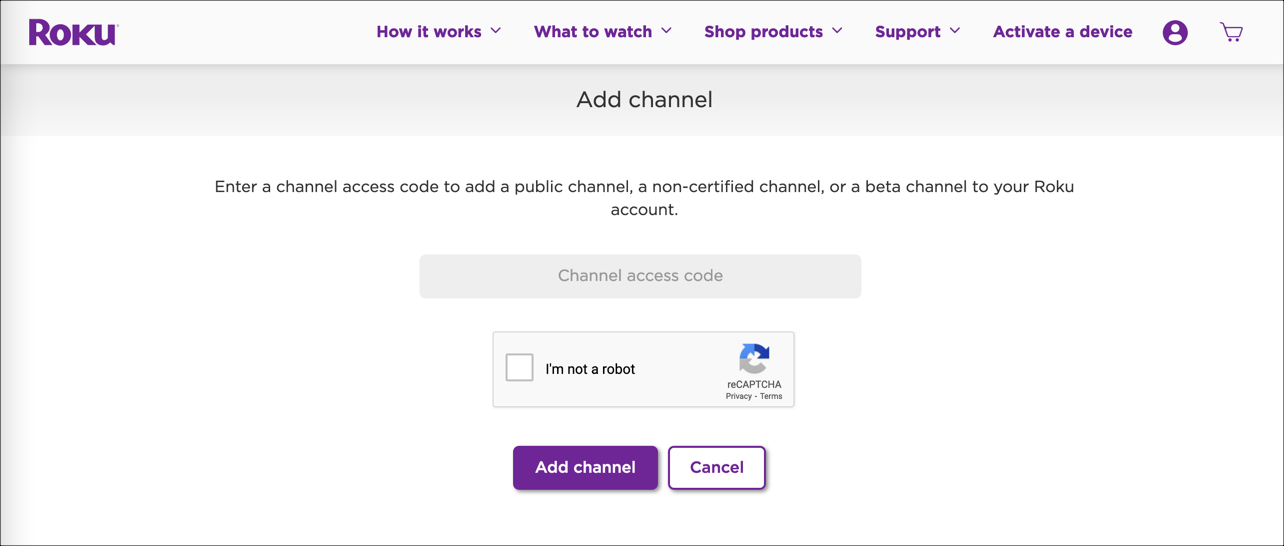 Roku
How it works What to watch Shop products Support Activate a device
Add channel
Enter a channel access code to add a public channel, a non-certified channel, or a beta channel to your Roku
account.
Channel access code
I'm not a robot
reCAPTCHA
Privacy - Terms
Add channel Cancel